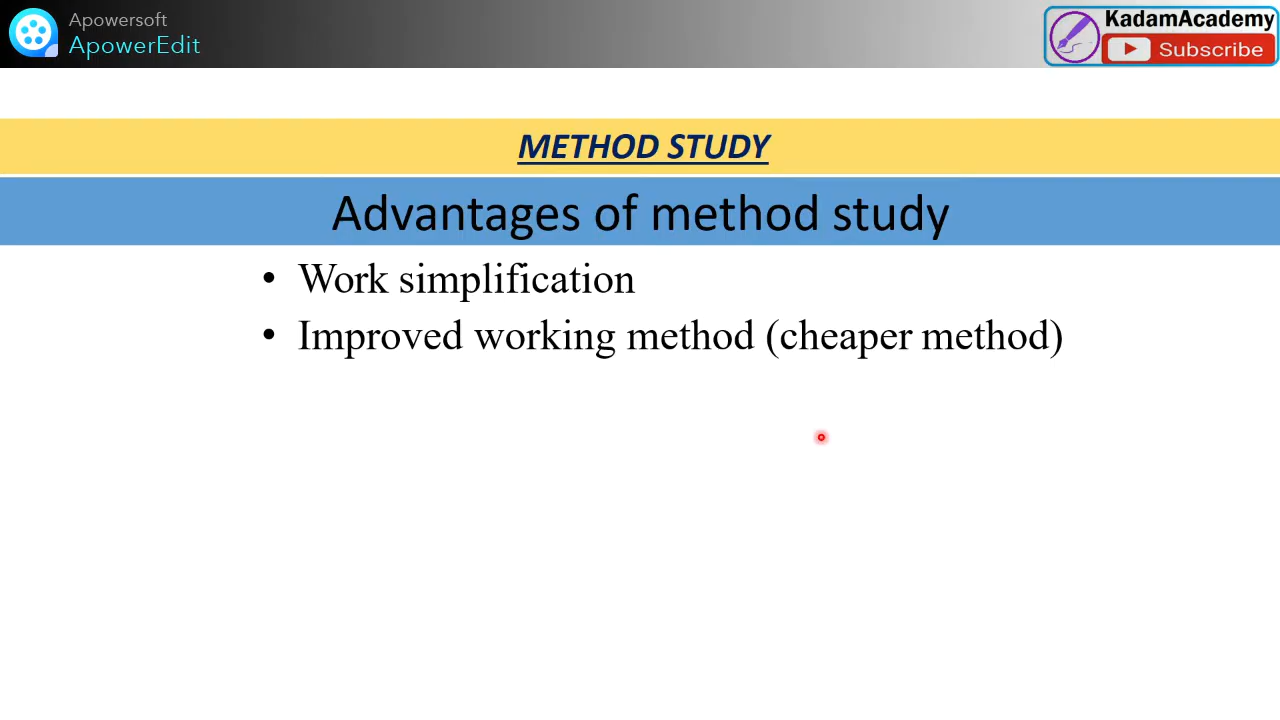 Apowersoft
ApowerEdit
KadamAcademy
Subscribe
METHOD STUDY
Advantages of method study
• Work simplification
• Improved working method (cheaper method)